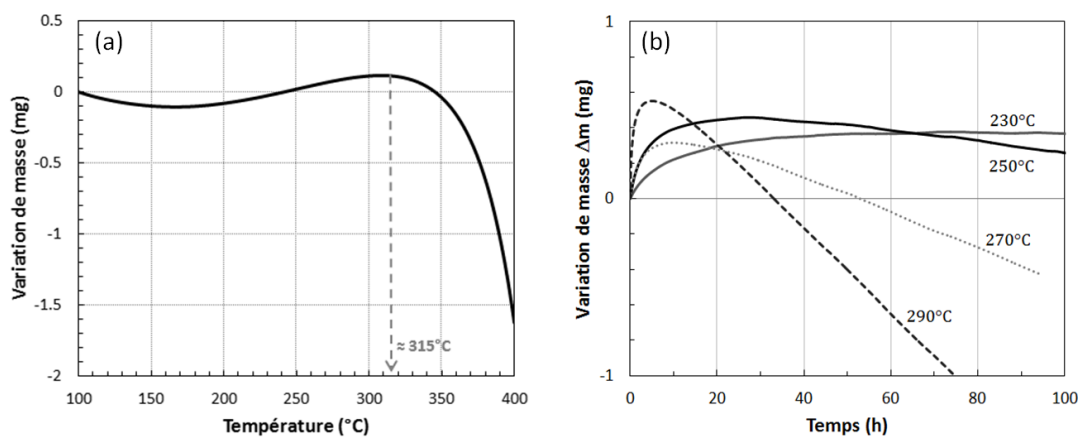 (a)
Variation de masse (mg)
0.5
0
-0.5
-1
-1.5
-2
≈ 315°C
100 150 200 250 300 350 400
Température (°C)
(b)
Variation de masse Δm (mg)
1
0
-1
230°C
250°C
270°C
290°C
0 20 40 60 80 100
Temps (h)